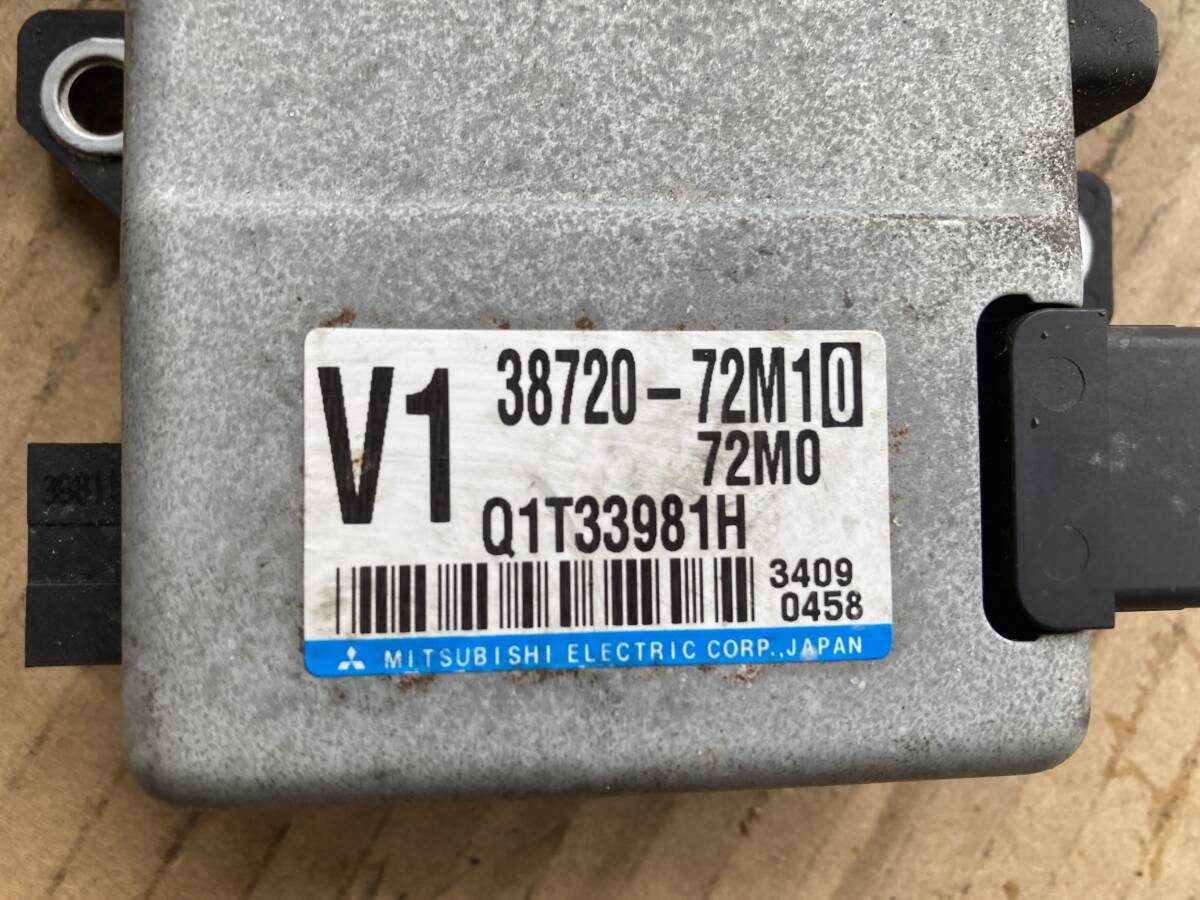 V1
38720-72M10
72M0
Q1T33981H
3409
0458
MITSUBISHI ELECTRIC CORP.,JAPAN